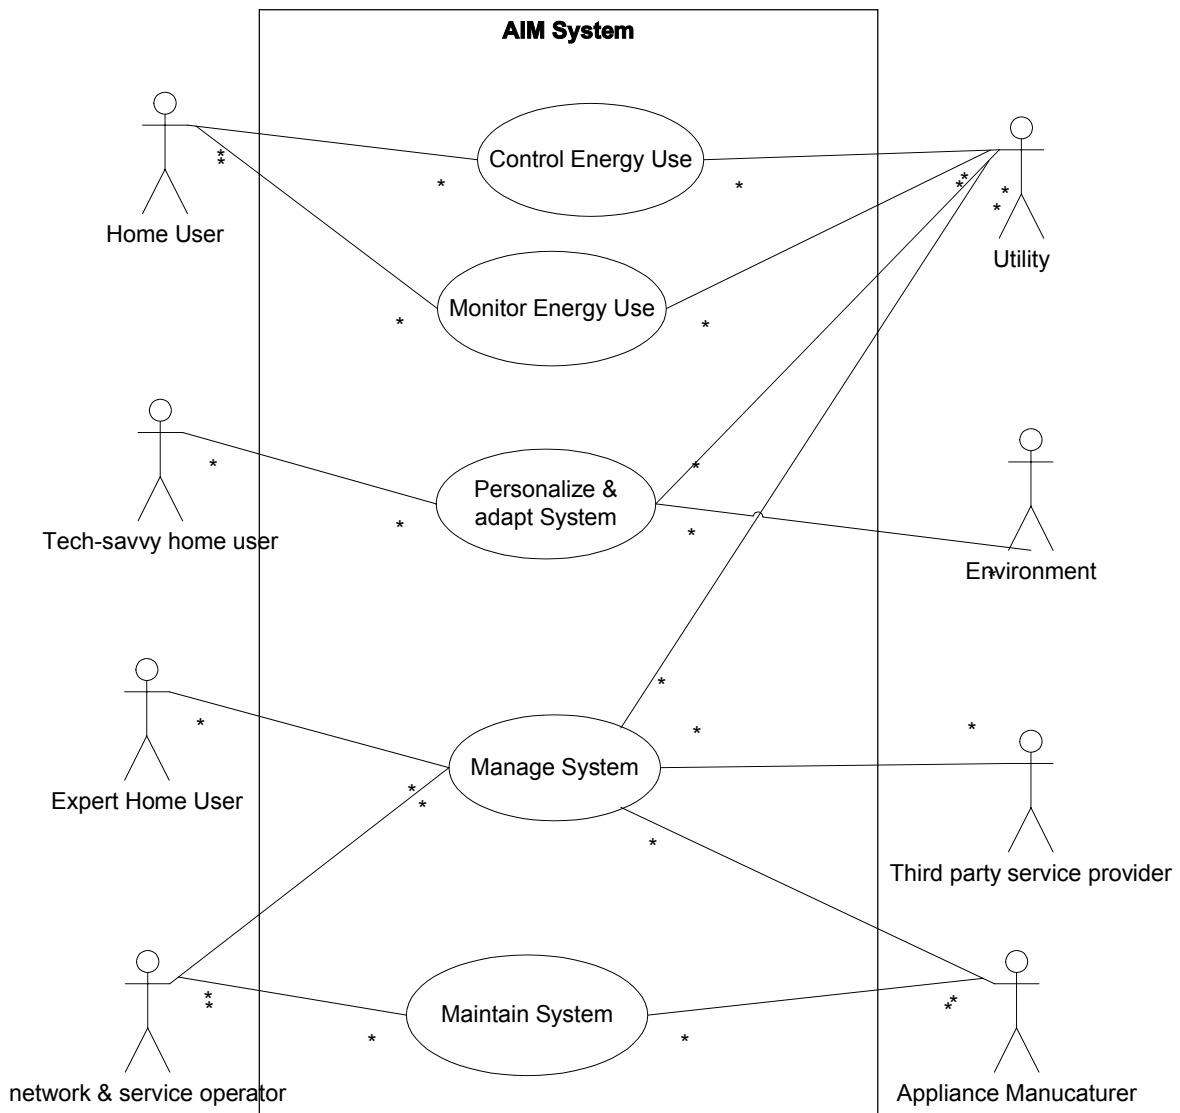 AIM System
Control Energy Use
Home User
Utility
Monitor Energy Use
Tech-savvy home user
Personalize &
adapt System
Environment
Expert Home User
Manage System
Third party service provider
Maintain System
network & service operator
Appliance Manucaturer